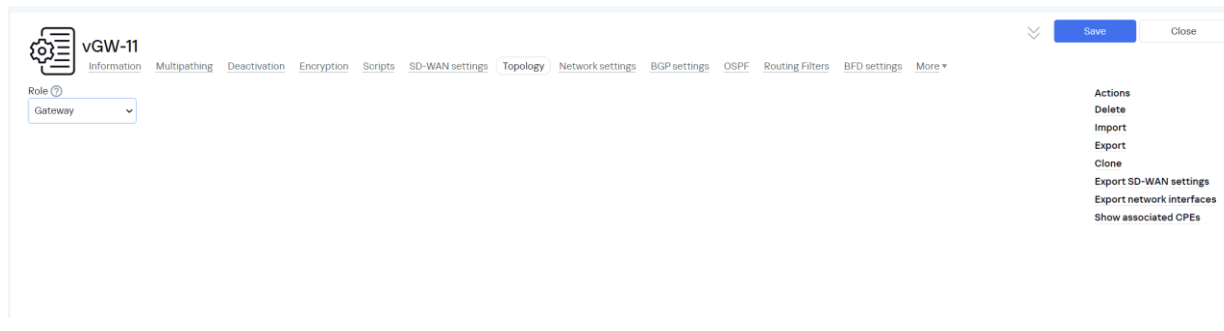 vGW-11
Save Close
Information Multipathing Deactivation Encryption Scripts SD-WAN settings Topology Network settings BGP settings OSPF Routing Filters BFD settings More ▾
Role ?
Gateway
Actions
Delete
Import
Export
Clone
Export SD-WAN settings
Export network interfaces
Show associated CPEs